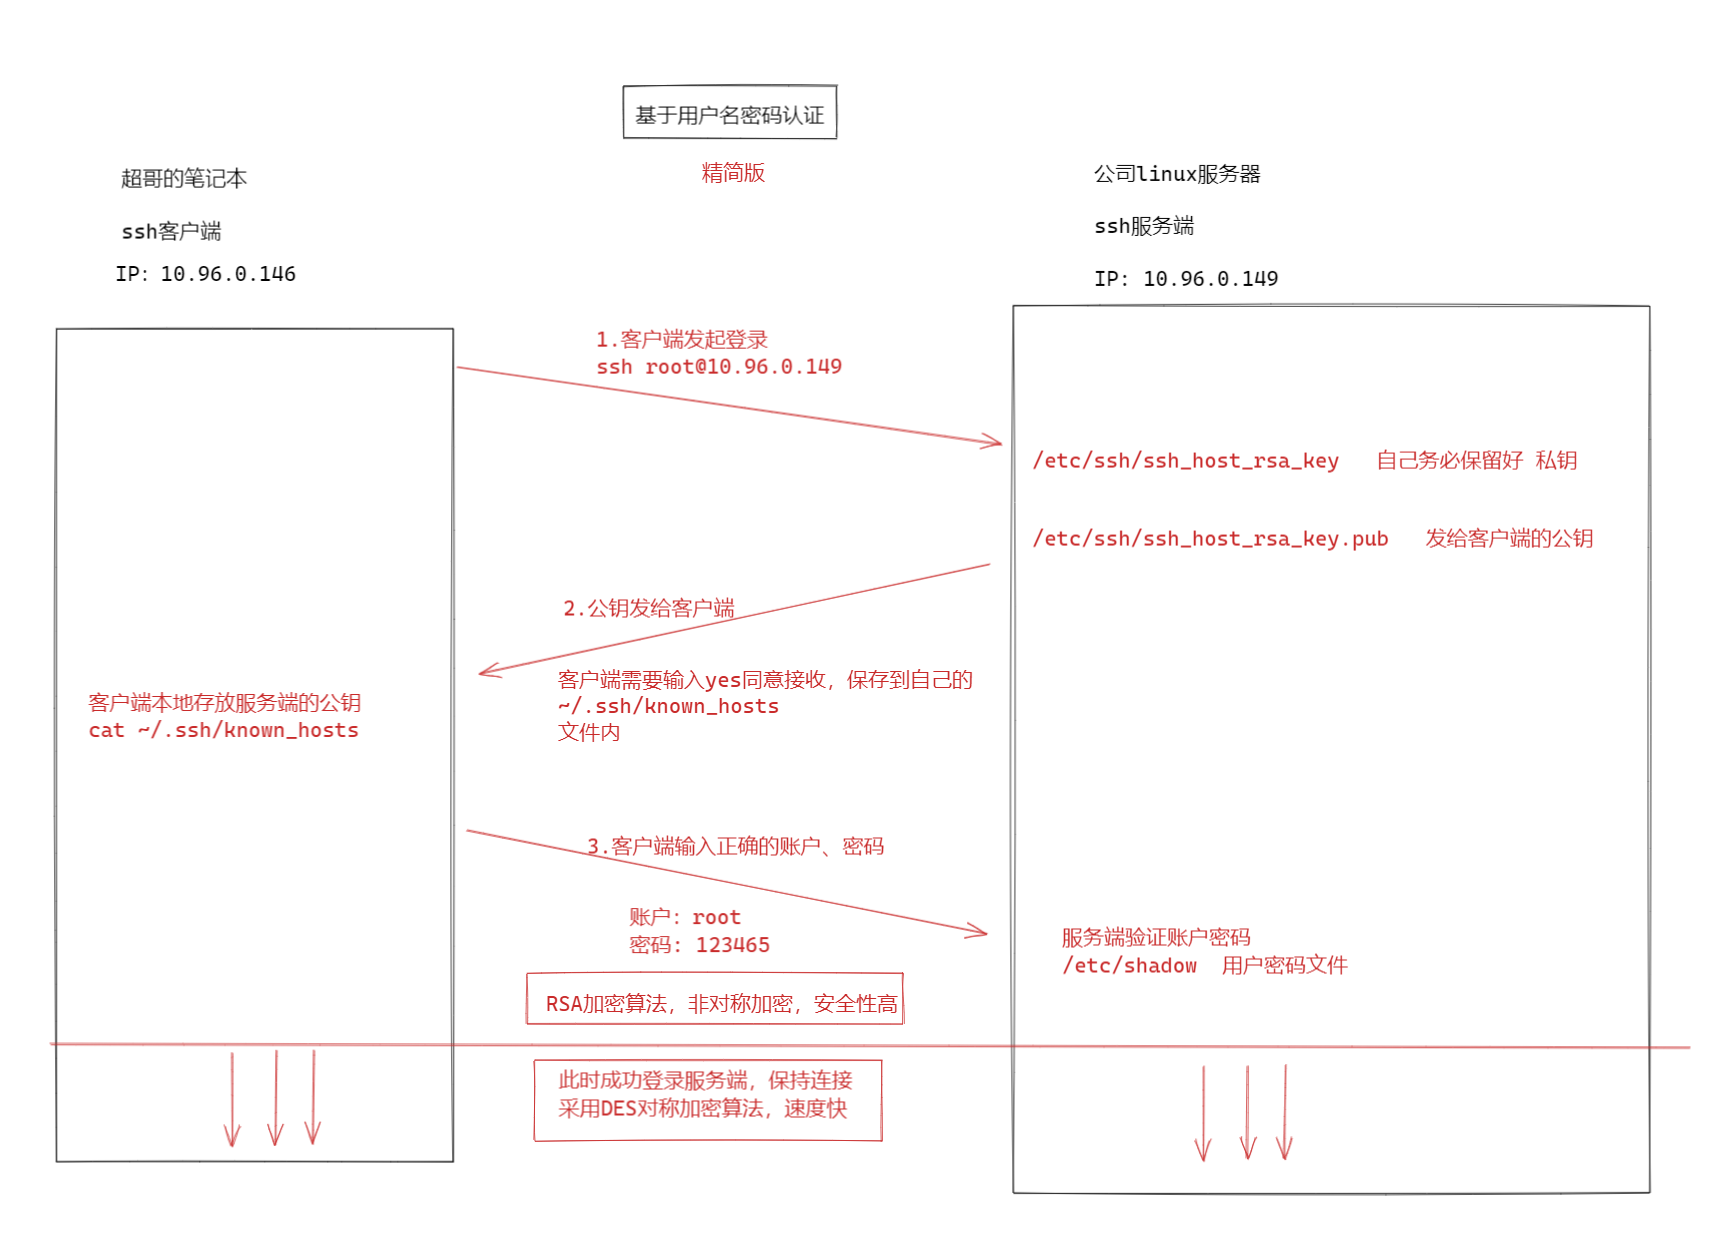 基于用户名密码认证
精简版
超哥的笔记本
ssh客户端
IP: 10.96.0.146
公司linux服务器
ssh服务端
IP: 10.96.0.149
1.客户端发起登录
ssh root@10.96.0.149
/etc/ssh/ssh_host_rsa_key 自己务必保留好 私钥
/etc/ssh/ssh_host_rsa_key.pub 发给客户端的公钥
2.公钥发给客户端
客户端需要输入yes同意接收，保存到自己的
~/.ssh/known_hosts
文件内
客户端本地存放服务端的公钥
cat ~/.ssh/known_hosts
3.客户端输入正确的账户、密码
账户: root
密码: 123465
服务端验证账户密码
/etc/shadow 用户密码文件
RSA加密算法，非对称加密，安全性高
此时成功登录服务端，保持连接
采用DES对称加密算法，速度快